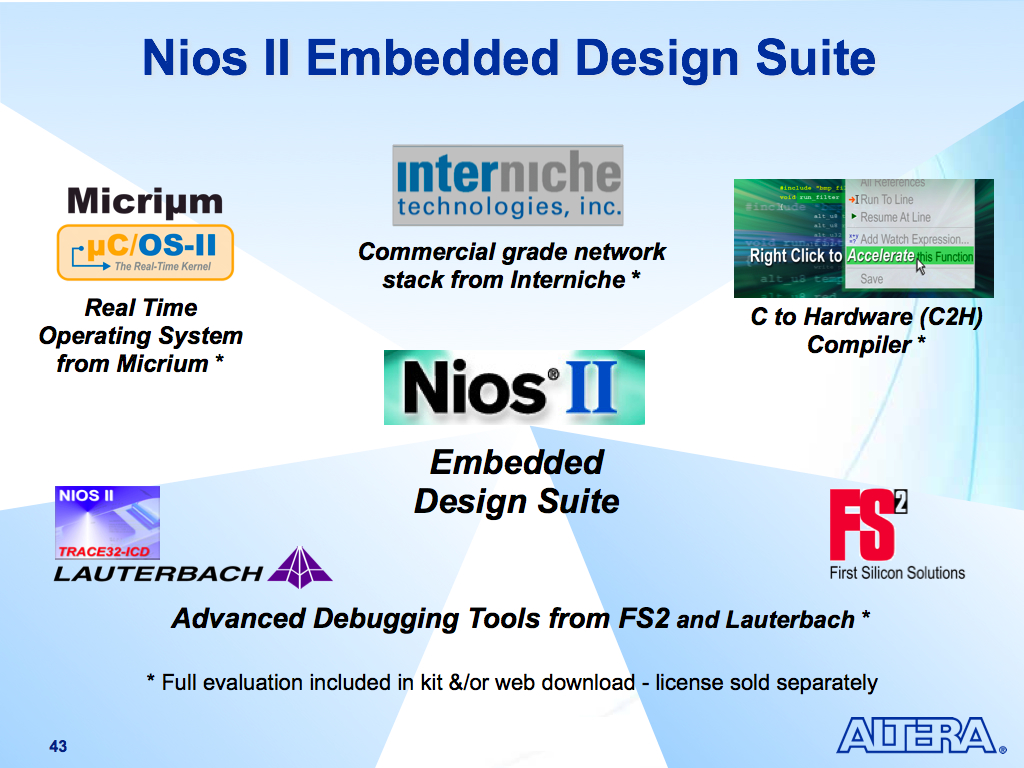 Nios II Embedded Design Suite
Micriµm
µC/OS-II
The Real-Time Kernel
Real Time
Operating System
from Micrium *
interniche
technologies, inc.
Commercial grade network
stack from Interniche *
#include "bmp_fi
void run_filter
All References
Run To Line
Resume At Line
Add Watch Expression...
Right Click to Accelerate this Function
Save
C to Hardware (C2H)
Compiler *
Nios® II
Embedded
Design Suite
NIOS II
TRACE32-ICD
LAUTERBACH
FS2
First Silicon Solutions
Advanced Debugging Tools from FS2 and Lauterbach *
* Full evaluation included in kit &/or web download - license sold separately
43
ALTERA®